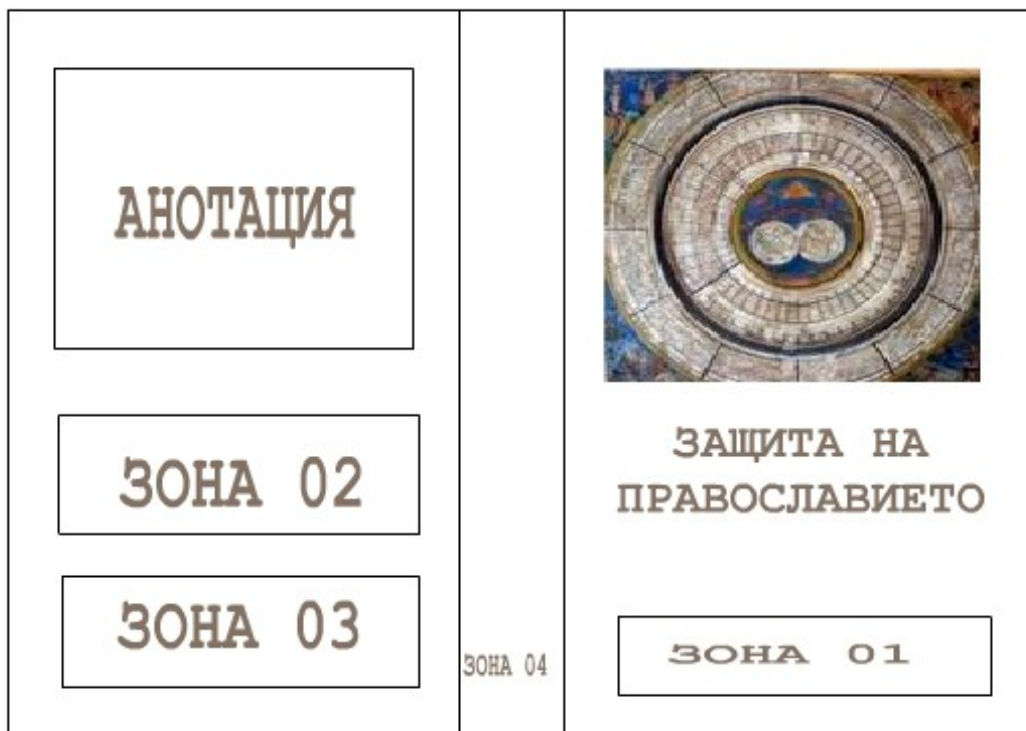 АНОТАЦИЯ
ЗОНА 02
ЗОНА 03
ЗОНА 04
ЗАЩИТА НА
ПРАВОСЛАВИЕТО
ЗОНА 01